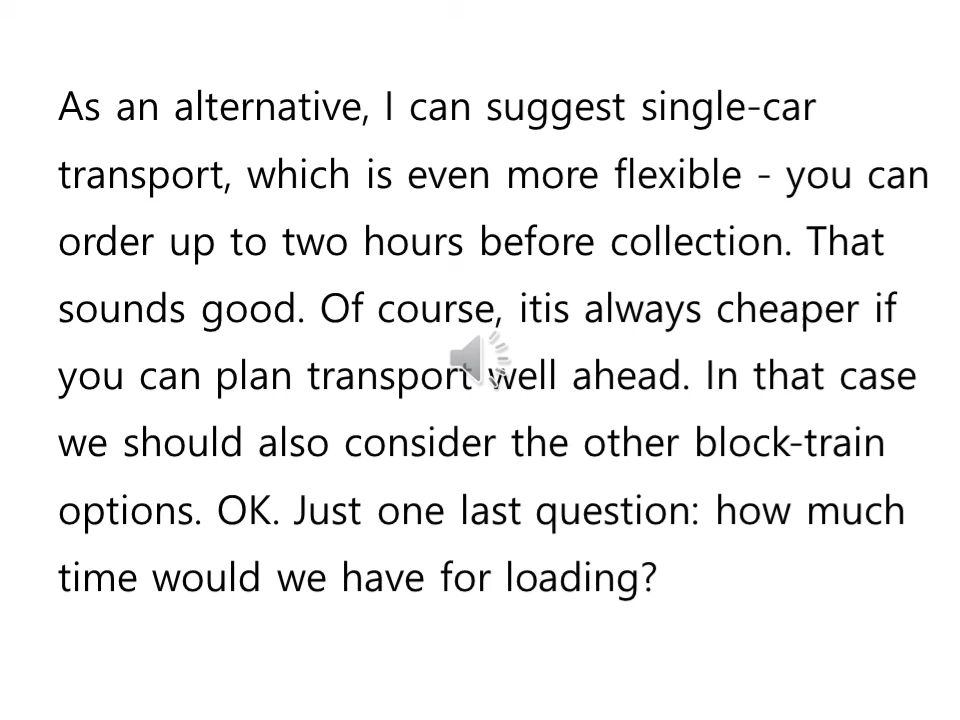 As an alternative, I can suggest single-car
transport, which is even more flexible - you can
order up to two hours before collection. That
sounds good. Of course, itis always cheaper if
you can plan transport well ahead. In that case
we should also consider the other block-train
options. OK. Just one last question: how much
time would we have for loading?